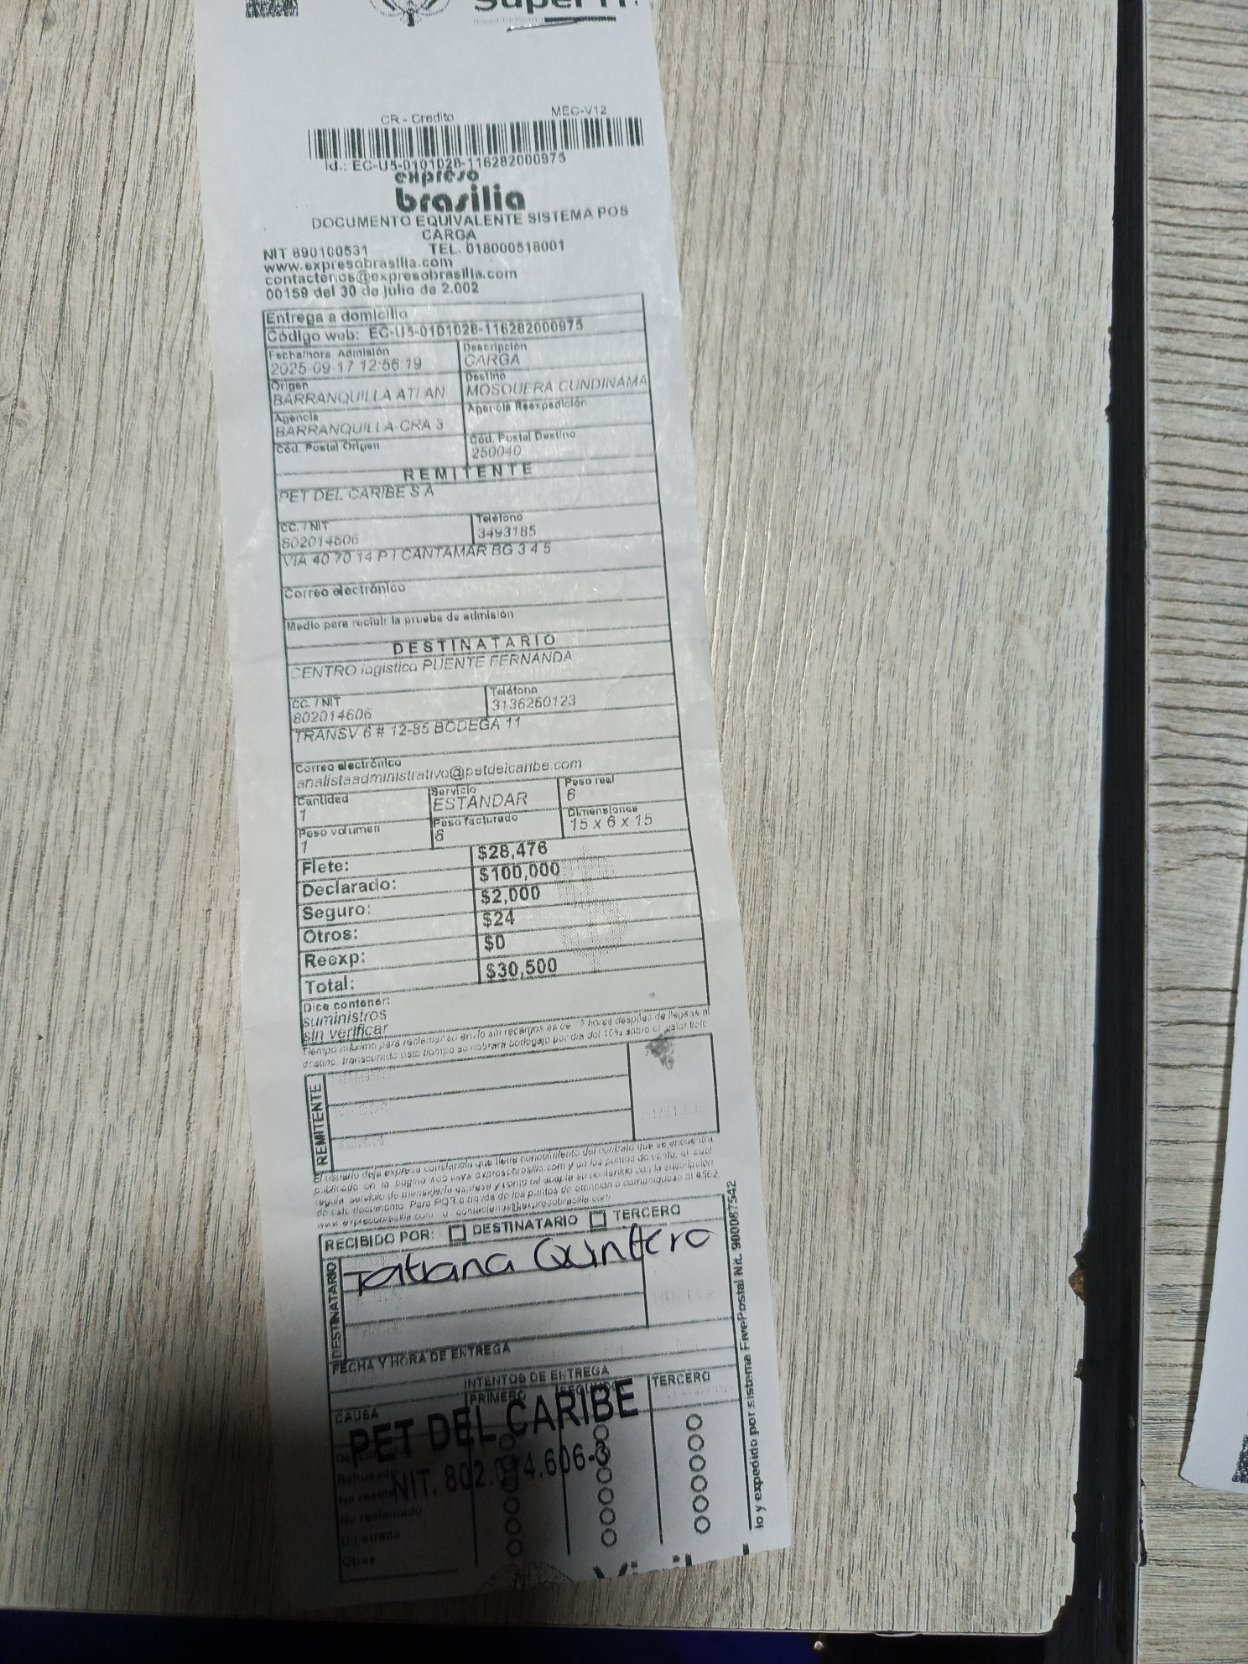 CR - Credito MEC-V12
Id.: EC-U5-0101028-116282000975
expreso
brasilia
DOCUMENTO EQUIVALENTE SISTEMA POS
CARGA
NIT 890100531 TEL. 018000518001
www.expresobrasilia.com
contactenos@expresobrasilia.com
00159 del 30 de julio de 2.002
Entrega a domicilio
Código web: EC-U5-0101028-116282000975
Fecha/hora Admisión Descripción
2025-09-17 12:56:19 CARGA
Origen Destino
BARRANQUILLA ATLAN MOSQUERA CUNDINAMA
Agencia Agencia Reexpedición
BARRANQUILLA-CRA 3
Cód. Postal Origen Cód. Postal Destino
250040
REMITENTE
PET DEL CARIBE S A
CC. / NIT Teléfono
802014606 3493185
VIA 40 70 14 P I CANTAMAR BG 3 4 5
Correo electrónico
Medio para recibir la prueba de admisión
DESTINATARIO
CENTRO logistico PUENTE FERNANDA
CC. / NIT Teléfono
802014606 3136260123
TRANSV 6 # 12-85 BODEGA 11
Correo electrónico
analistaadministrativo@petdelcaribe.com
Cantidad Servicio Peso real
1 ESTANDAR 6
Peso volumen Peso facturado Dimensiones
1 6 15 x 6 x 15
Flete: $28,476
Declarado: $100,000
Seguro: $2,000
Otros: $24
Reexp: $0
Total: $30,500
Dice contener:
suministros
sin verificar
REMITENTE
RECIBIDO POR: DESTINATARIO TERCERO
DESTINATARIO
Tatiana Quintero
FECHA Y HORA DE ENTREGA
INTENTOS DE ENTREGA
PRIMERO TERCERO
CAUSA
PET DEL CARIBE
Rehusado
No reside
No reclamado
Dir errada
Otros